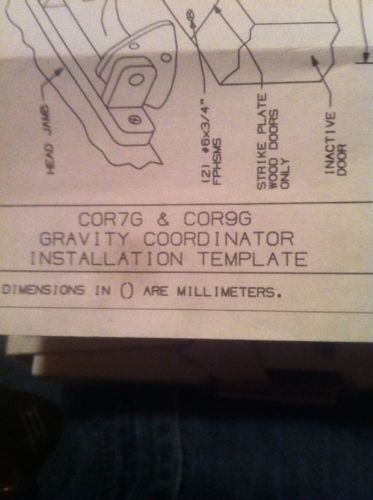 HEAD JAMB
(2) #6x3/4"
FPHSMS
STRIKE PLATE
WOOD DOORS
ONLY
INACTIVE
DOOR
COR7G & COR9G
GRAVITY COORDINATOR
INSTALLATION TEMPLATE
DIMENSIONS IN () ARE MILLIMETERS.